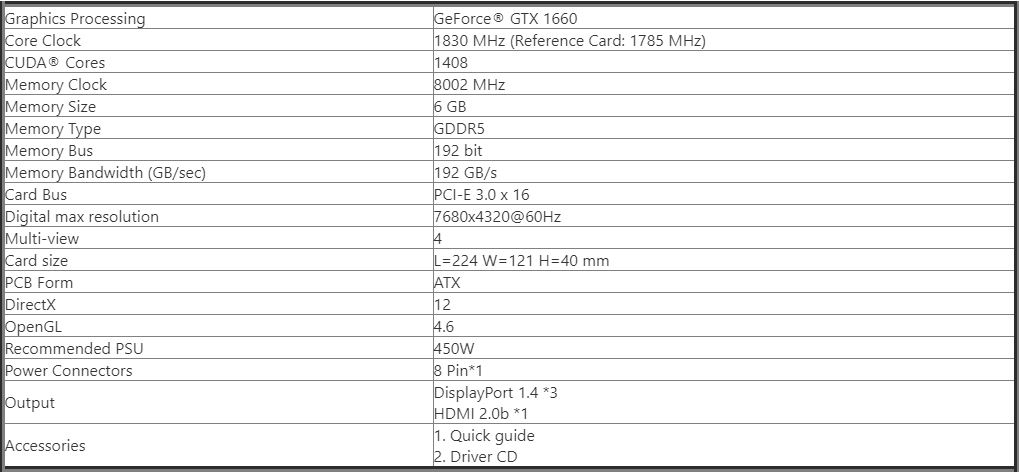 Graphics Processing GeForce® GTX 1660
Core Clock 1830 MHz (Reference Card: 1785 MHz)
CUDA® Cores 1408
Memory Clock 8002 MHz
Memory Size 6 GB
Memory Type GDDR5
Memory Bus 192 bit
Memory Bandwidth (GB/sec) 192 GB/s
Card Bus PCI-E 3.0 x 16
Digital max resolution 7680x4320@60Hz
Multi-view 4
Card size L=224 W=121 H=40 mm
PCB Form ATX
DirectX 12
OpenGL 4.6
Recommended PSU 450W
Power Connectors 8 Pin*1
Output DisplayPort 1.4 *3
HDMI 2.0b *1
Accessories 1. Quick guide
2. Driver CD